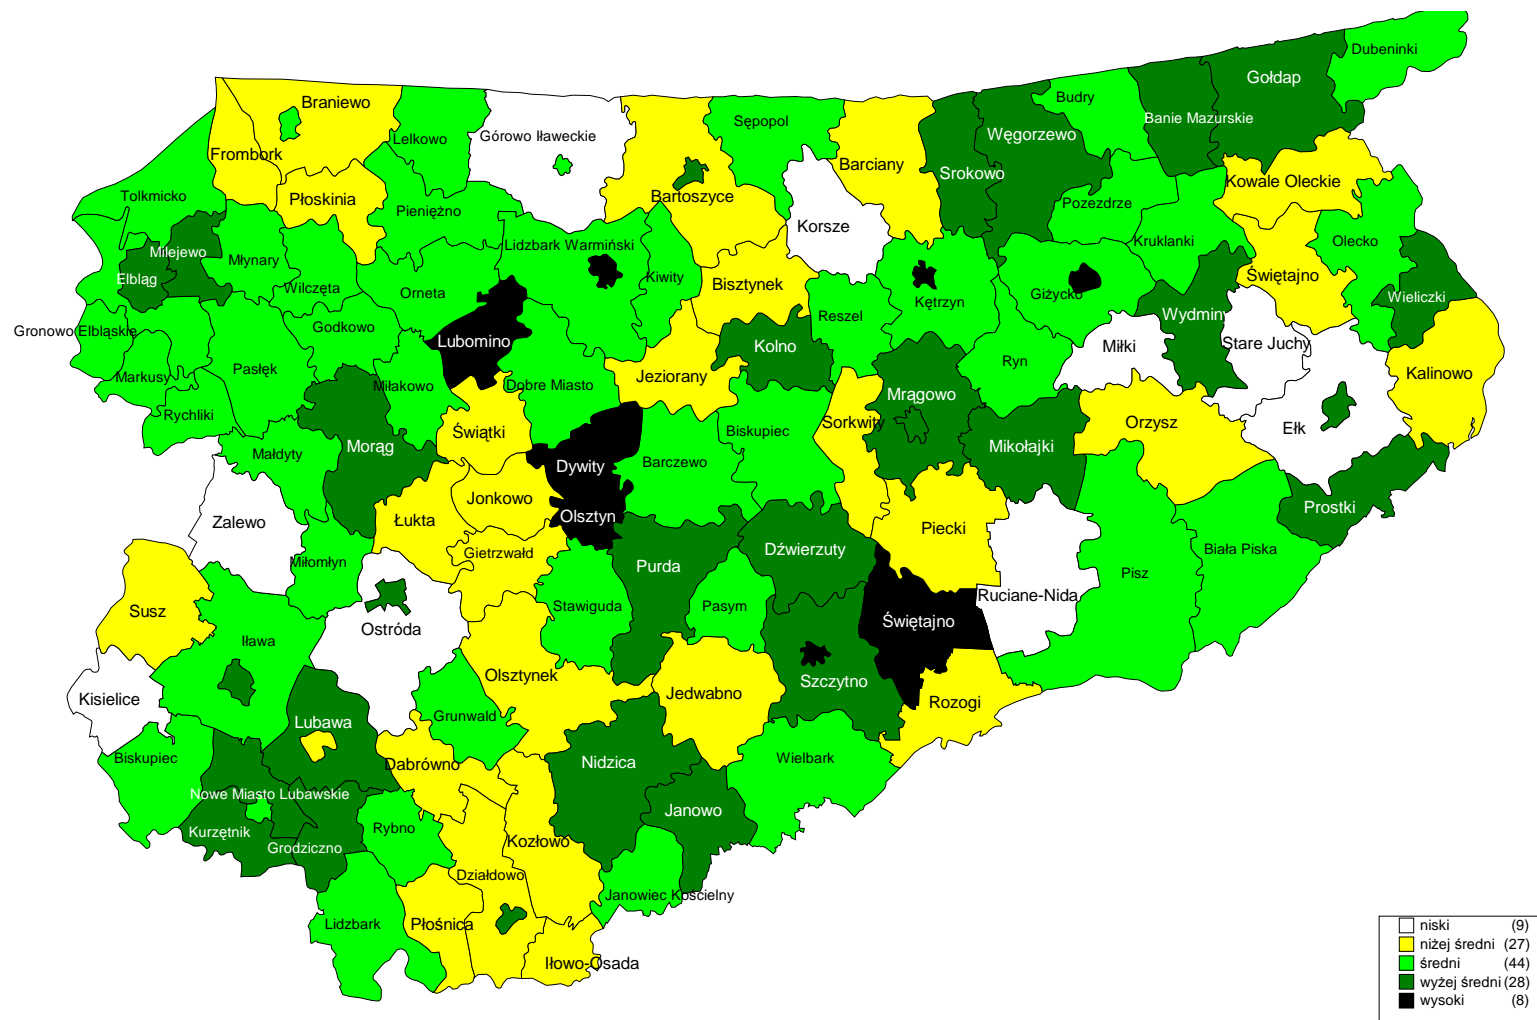 Dubeninki
Gołdap
Budry
Banie Mazurskie
Braniewo
Sępopol
Węgorzewo
Górowo Iławeckie
Lelkowo
Frombork
Barciany
Srokowo
Kowale Oleckie
Tolkmicko
Płoskinia
Bartoszyce
Pieniężno
Pozezdrze
Korsze
Kruklanki
Olecko
Lidzbark Warmiński
Milejewo
Młynary
Elbląg
Kiwity
Świętajno
Bisztynek
Wilczęta
Orneta
Kętrzyn
Giżycko
Wieliczki
Reszel
Wydminy
Gronowo Elbląskie
Godkowo
Lubomino
Kolno
Miłki
Stare Juchy
Pasłęk
Ryn
Markusy
Jeziorany
Kalinowo
Miłakowo
Dobre Miasto
Mrągowo
Rychliki
Sorkwity
Orzysz
Ełk
Świątki
Biskupiec
Morąg
Mikołajki
Małdyty
Dywity
Barczewo
Jonkowo
Prostki
Zalewo
Łukta
Olsztyn
Piecki
Gietrzwałd
Dźwierzuty
Biała Piska
Miłomłyn
Purda
Pisz
Ruciane-Nida
Susz
Stawiguda
Pasym
Świętajno
Ostróda
Iława
Olsztynek
Szczytno
Jedwabno
Kisielice
Rozogi
Grunwald
Lubawa
Biskupiec
Wielbark
Dabrówno
Nidzica
Nowe Miasto Lubawskie
Janowo
Kurzętnik
Rybno
Kozłowo
Grodziczno
Działdowo
Janowiec Kościelny
Lidzbark
Płośnica
Iłowo-Osada
niski (9)
niżej średni (27)
średni (44)
wyżej średni (28)
wysoki (8)